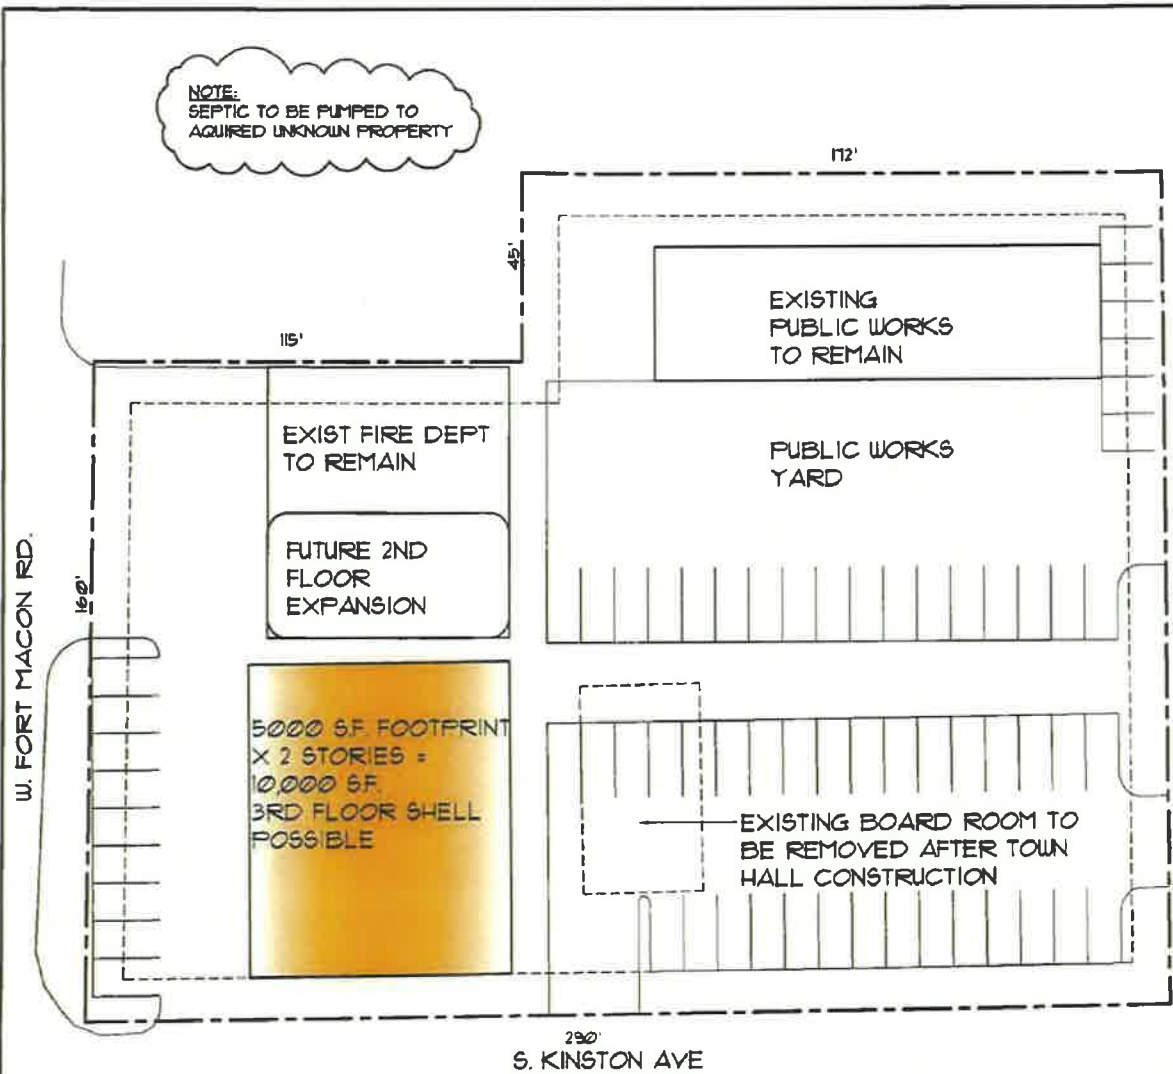 NOTE:
SEPTIC TO BE PUMPED TO
AQUIRED UNKNOWN PROPERTY
172'
45'
115'
EXISTING
PUBLIC WORKS
TO REMAIN
EXIST FIRE DEPT
TO REMAIN
PUBLIC WORKS
YARD
FUTURE 2ND
FLOOR
EXPANSION
W. FORT MACON RD.
160'
5000 S.F. FOOTPRINT
X 2 STORIES =
10,000 S.F.
3RD FLOOR SHELL
POSSIBLE
EXISTING BOARD ROOM TO
BE REMOVED AFTER TOWN
HALL CONSTRUCTION
290'
S. KINSTON AVE